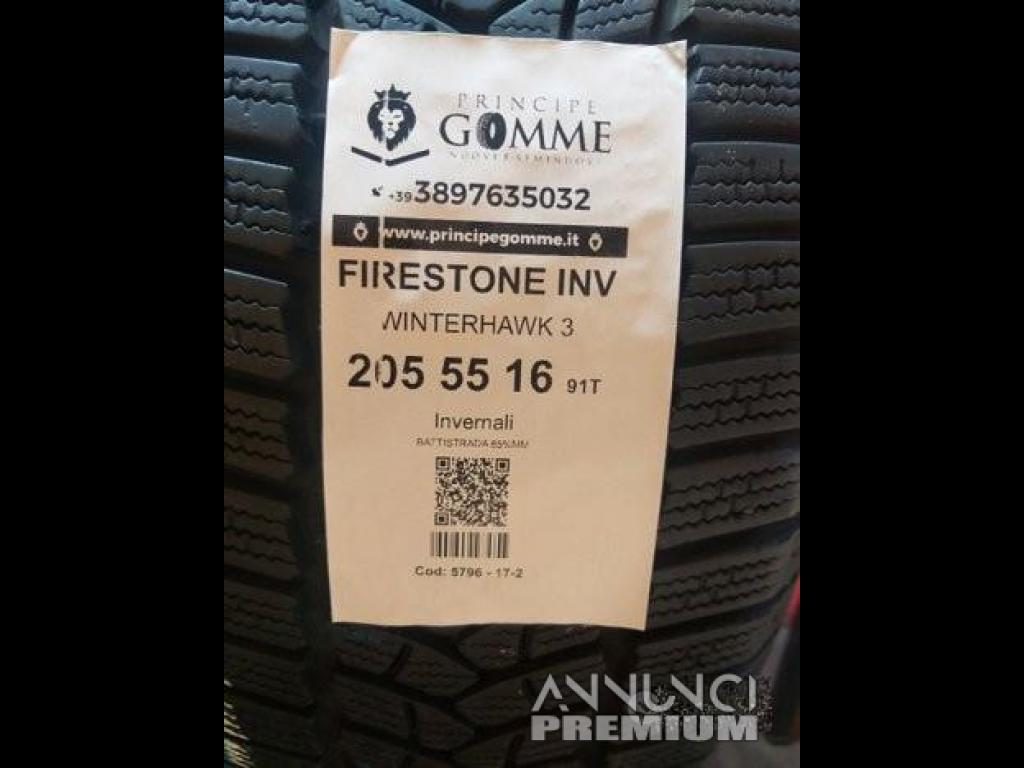 PRINCIPE
GOMME
+39 3897635032
www.principegomme.it
FIRESTONE INV
WINTERHAWK 3
205 55 16 91T
Invernali
BATTISTRADA
Cod: 5796 - 17-2
ANNUNCI
PREMIUM